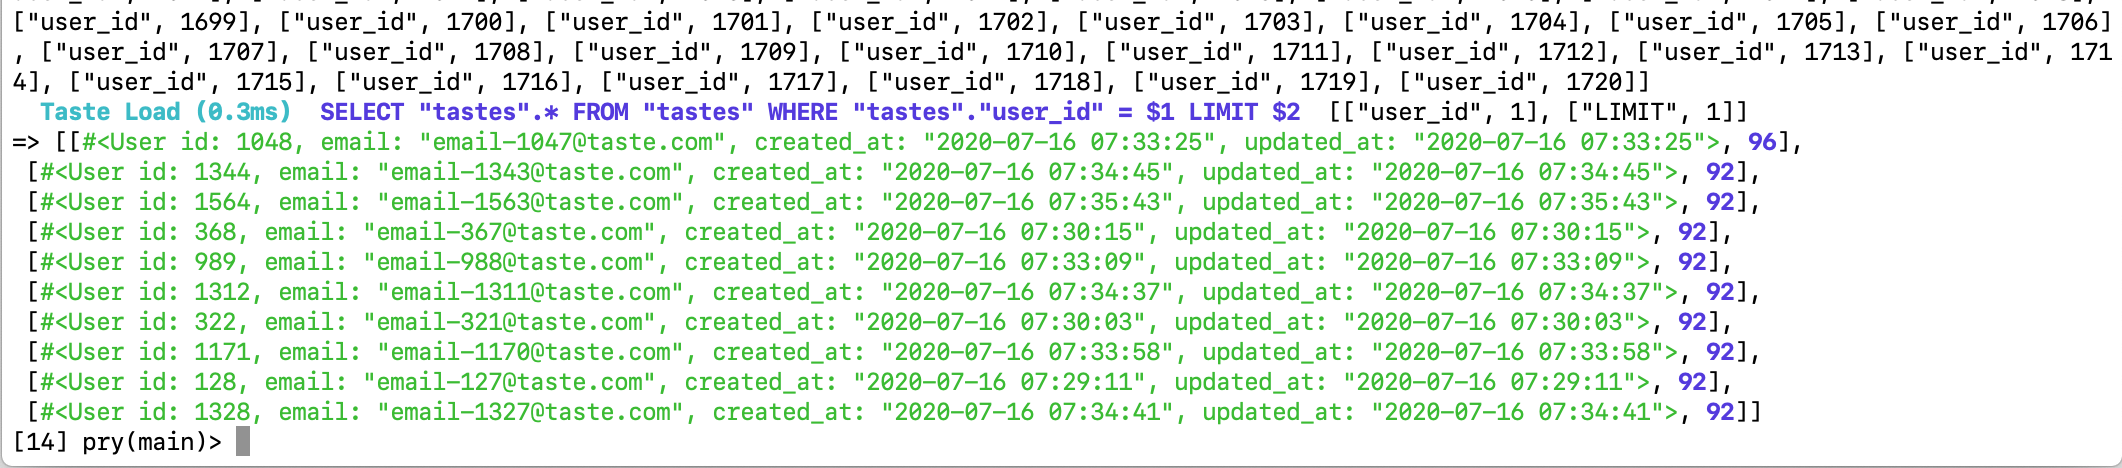 ["user_id", 1699], ["user_id", 1700], ["user_id", 1701], ["user_id", 1702], ["user_id", 1703], ["user_id", 1704], ["user_id", 1705], ["user_id", 1706]
, ["user_id", 1707], ["user_id", 1708], ["user_id", 1709], ["user_id", 1710], ["user_id", 1711], ["user_id", 1712], ["user_id", 1713], ["user_id", 171
4], ["user_id", 1715], ["user_id", 1716], ["user_id", 1717], ["user_id", 1718], ["user_id", 1719], ["user_id", 1720]]
  Taste Load (0.3ms)  SELECT "tastes".* FROM "tastes" WHERE "tastes"."user_id" = $1 LIMIT $2  [["user_id", 1], ["LIMIT", 1]]
=> [[#<User id: 1048, email: "email-1047@taste.com", created_at: "2020-07-16 07:33:25", updated_at: "2020-07-16 07:33:25">, 96],
 [#<User id: 1344, email: "email-1343@taste.com", created_at: "2020-07-16 07:34:45", updated_at: "2020-07-16 07:34:45">, 92],
 [#<User id: 1564, email: "email-1563@taste.com", created_at: "2020-07-16 07:35:43", updated_at: "2020-07-16 07:35:43">, 92],
 [#<User id: 368, email: "email-367@taste.com", created_at: "2020-07-16 07:30:15", updated_at: "2020-07-16 07:30:15">, 92],
 [#<User id: 989, email: "email-988@taste.com", created_at: "2020-07-16 07:33:09", updated_at: "2020-07-16 07:33:09">, 92],
 [#<User id: 1312, email: "email-1311@taste.com", created_at: "2020-07-16 07:34:37", updated_at: "2020-07-16 07:34:37">, 92],
 [#<User id: 322, email: "email-321@taste.com", created_at: "2020-07-16 07:30:03", updated_at: "2020-07-16 07:30:03">, 92],
 [#<User id: 1171, email: "email-1170@taste.com", created_at: "2020-07-16 07:33:58", updated_at: "2020-07-16 07:33:58">, 92],
 [#<User id: 128, email: "email-127@taste.com", created_at: "2020-07-16 07:29:11", updated_at: "2020-07-16 07:29:11">, 92],
 [#<User id: 1328, email: "email-1327@taste.com", created_at: "2020-07-16 07:34:41", updated_at: "2020-07-16 07:34:41">, 92]]
[14] pry(main)>